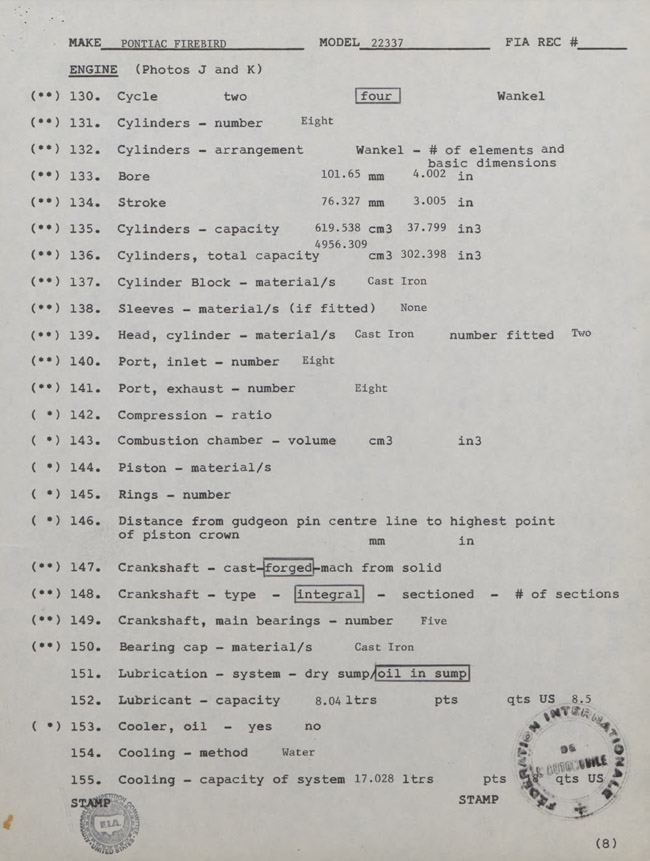 MAKE PONTIAC FIREBIRD MODEL 22337 FIA REC #
ENGINE (Photos J and K)
(**) 130. Cycle two four Wankel
(**) 131. Cylinders - number Eight
(**) 132. Cylinders - arrangement Wankel - # of elements and
basic dimensions
(**) 133. Bore 101.65 mm 4.002 in
(**) 134. Stroke 76.327 mm 3.005 in
(**) 135. Cylinders - capacity 619.538 cm3 37.799 in3
(**) 136. Cylinders, total capacity 4956.309 cm3 302.398 in3
(**) 137. Cylinder Block - material/s Cast Iron
(**) 138. Sleeves - material/s (if fitted) None
(**) 139. Head, cylinder - material/s Cast Iron number fitted Two
(**) 140. Port, inlet - number Eight
(**) 141. Port, exhaust - number Eight
( *) 142. Compression - ratio
( *) 143. Combustion chamber - volume cm3 in3
( *) 144. Piston - material/s
( *) 145. Rings - number
( *) 146. Distance from gudgeon pin centre line to highest point
of piston crown mm in
(**) 147. Crankshaft - cast-forged-mach from solid
(**) 148. Crankshaft - type - integral - sectioned - # of sections
(**) 149. Crankshaft, main bearings - number Five
(**) 150. Bearing cap - material/s Cast Iron
151. Lubrication - system - dry sump/oil in sump
152. Lubricant - capacity 8.04 ltrs pts qts US 8.5
( *) 153. Cooler, oil - yes no
154. Cooling - method Water
155. Cooling - capacity of system 17.028 ltrs pts qts US
FÉDÉRATION INTERNATIONALE
DE
L'AUTOMOBILE
STAMP STAMP
F.I.A.
UNITED STATES
(8)